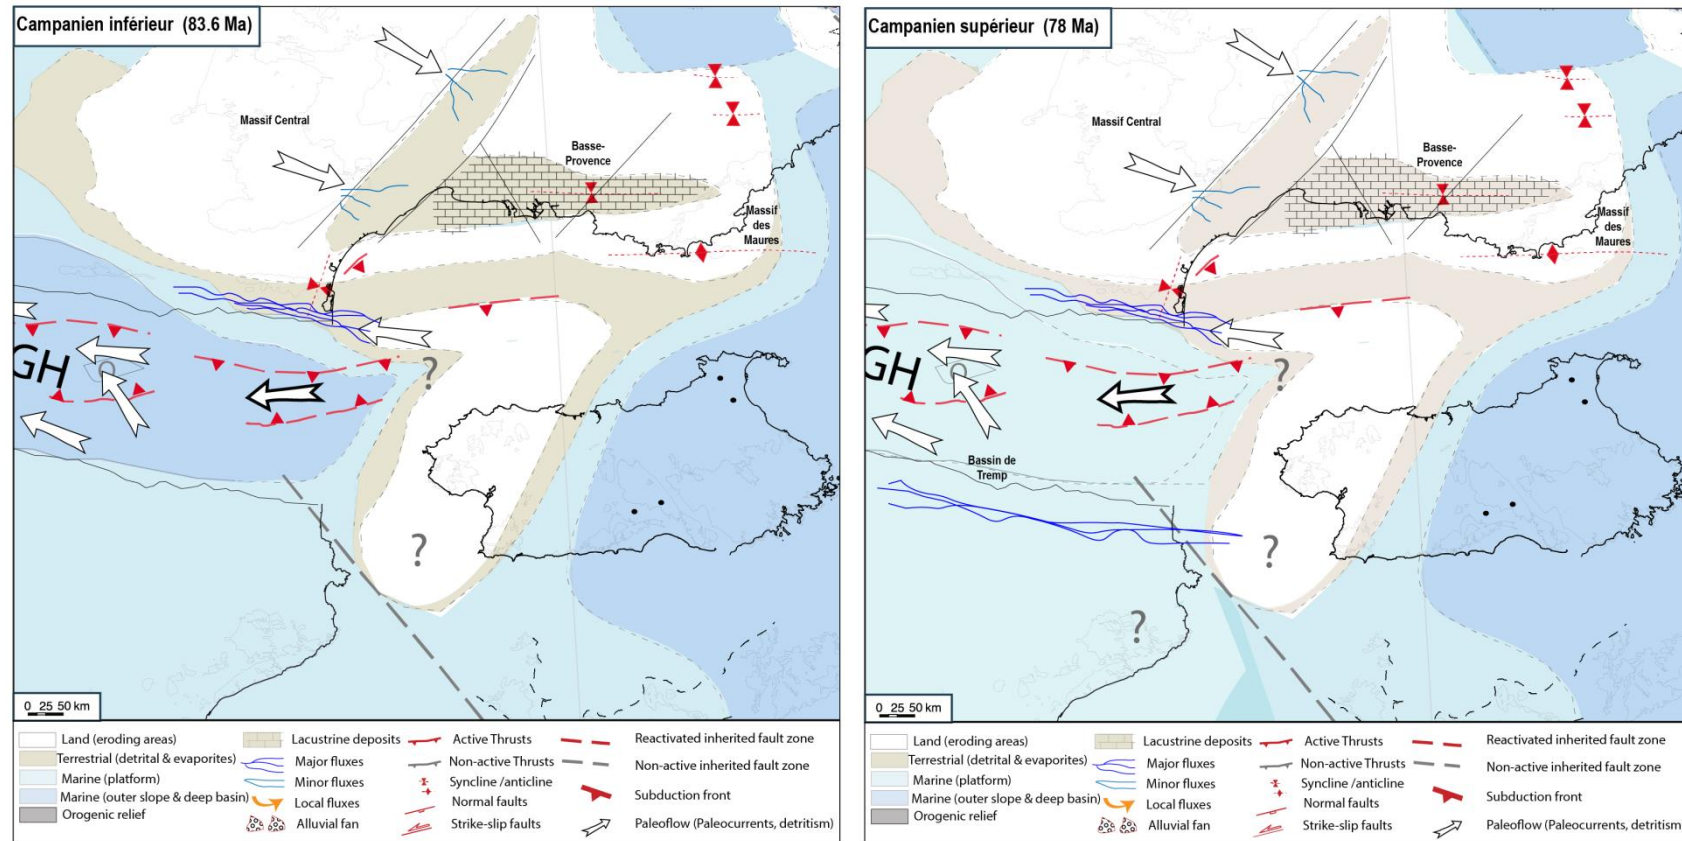 Campanien inférieur (83.6 Ma)
Massif Central
Basse-
Provence
Massif
des
Maures
GH
?
?
0 25 50 km
Land (eroding areas)
Terrestrial (detrital & evaporites)
Marine (platform)
Marine (outer slope & deep basin)
Orogenic relief
Lacustrine deposits
Major fluxes
Minor fluxes
Local fluxes
Alluvial fan
Active Thrusts
Non-active Thrusts
Syncline /anticline
Normal faults
Strike-slip faults
Reactivated inherited fault zone
Non-active inherited fault zone
Subduction front
Paleoflow (Paleocurrents, detritism)
Campanien supérieur (78 Ma)
Massif Central
Basse-
Provence
Massif
des
Maures
GH
?
Bassin de
Tremp
?
?
0 25 50 km
Land (eroding areas)
Terrestrial (detrital & evaporites)
Marine (platform)
Marine (outer slope & deep basin)
Orogenic relief
Lacustrine deposits
Major fluxes
Minor fluxes
Local fluxes
Alluvial fan
Active Thrusts
Non-active Thrusts
Syncline /anticline
Normal faults
Strike-slip faults
Reactivated inherited fault zone
Non-active inherited fault zone
Subduction front
Paleoflow (Paleocurrents, detritism)